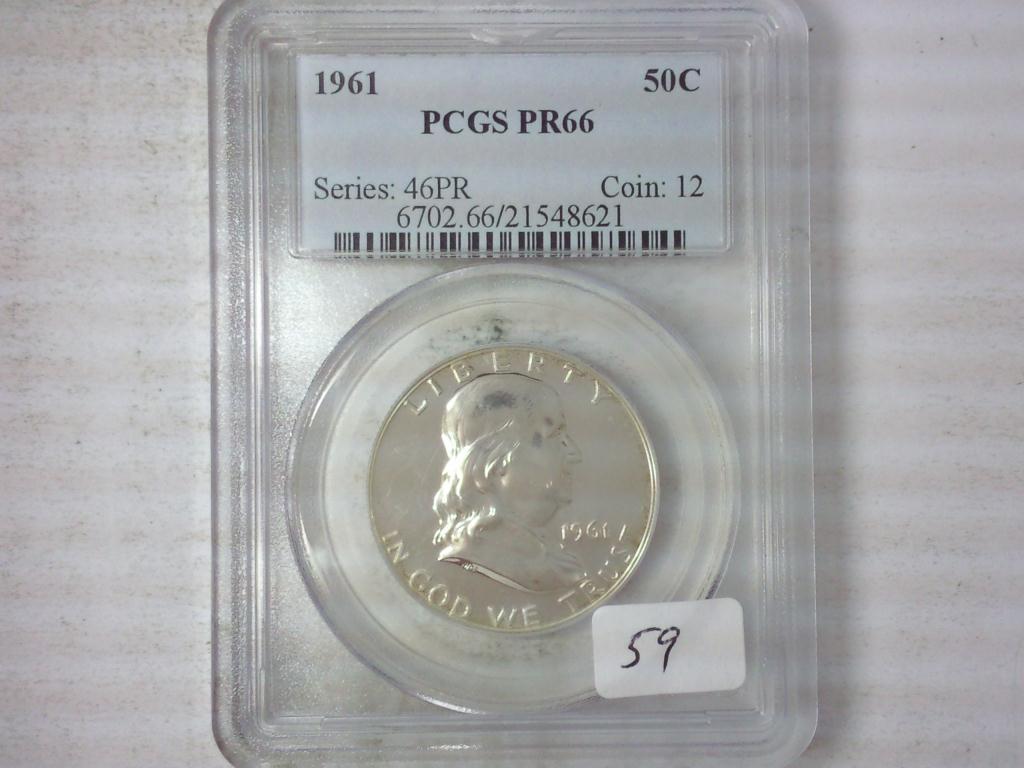 1961 50C
PCGS PR66
Series: 46PR Coin: 12
6702.66/21548621
LIBERTY
1961
IN GOD WE TRUST
59